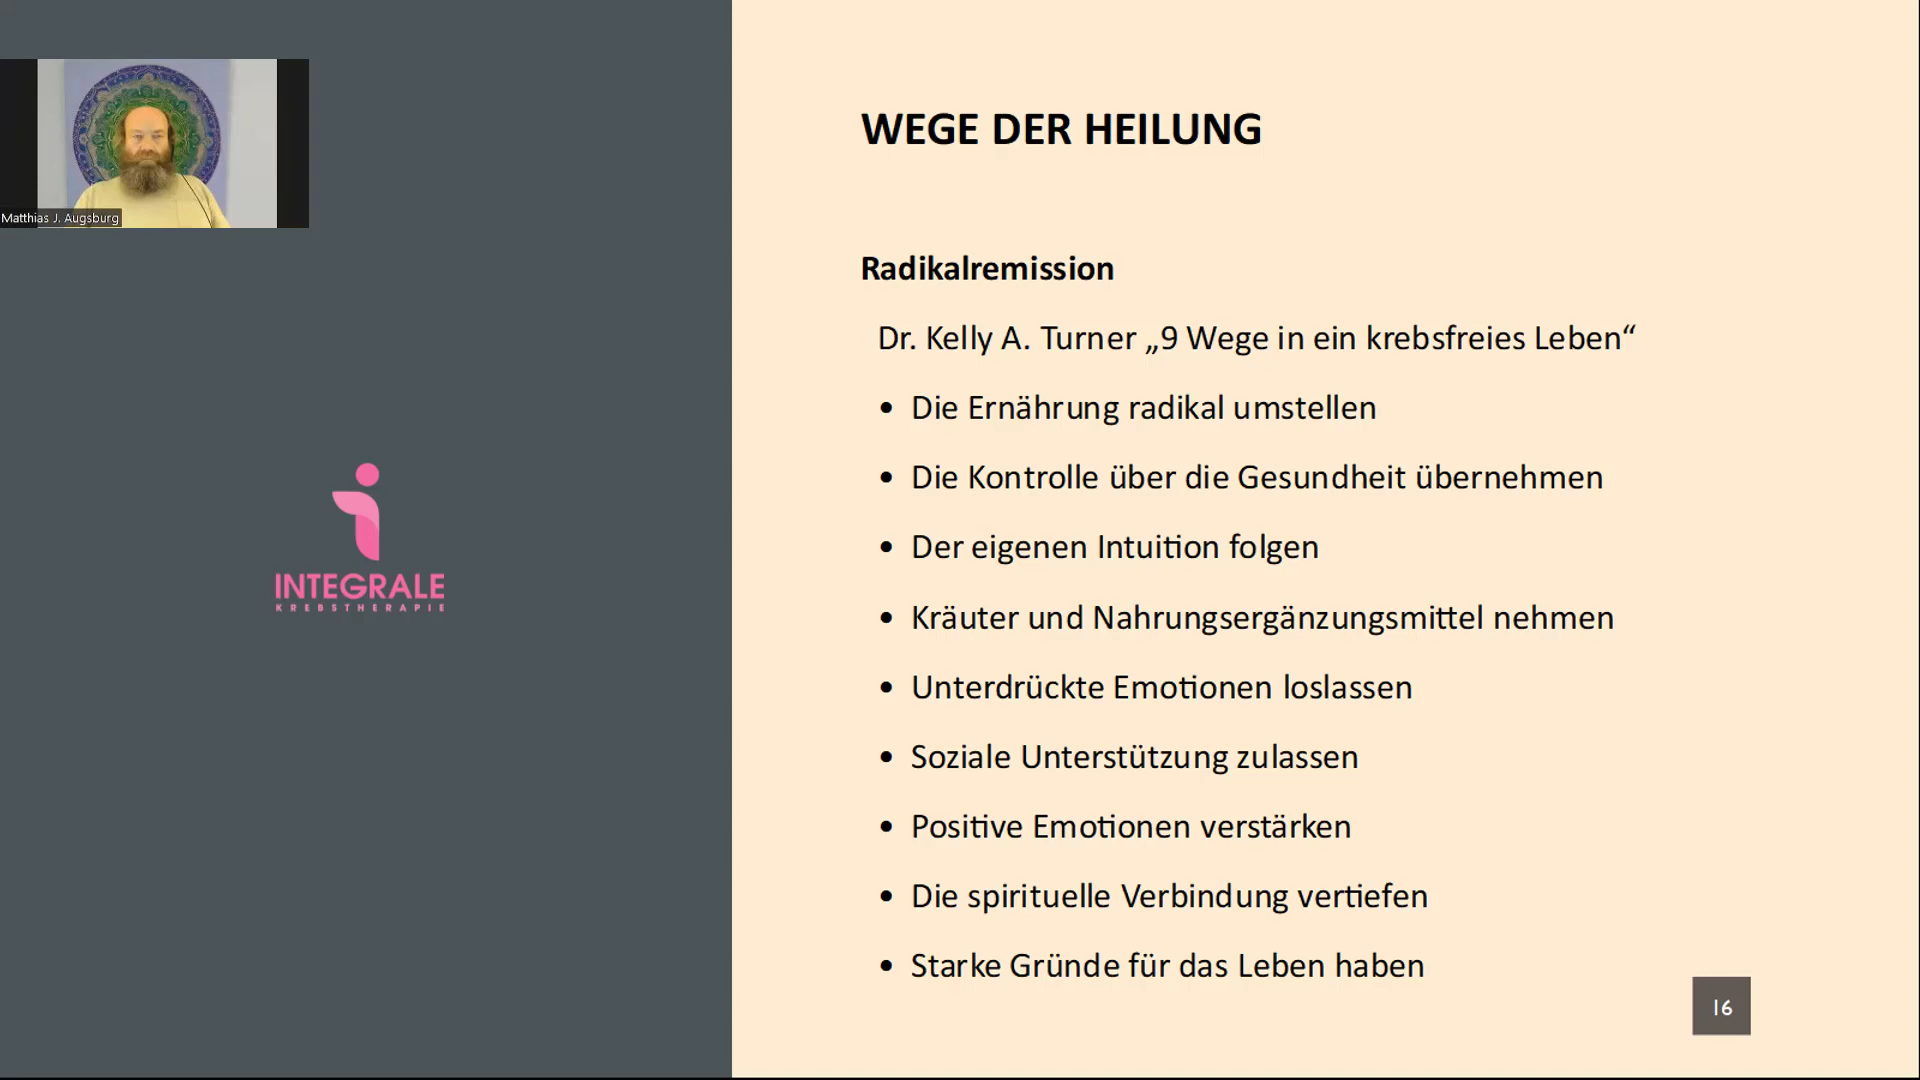 Matthias J. Augsburg
INTEGRALE
KREBSTHERAPIE
WEGE DER HEILUNG
Radikalremission
Dr. Kelly A. Turner „9 Wege in ein krebsfreies Leben“
• Die Ernährung radikal umstellen
• Die Kontrolle über die Gesundheit übernehmen
• Der eigenen Intuition folgen
• Kräuter und Nahrungsergänzungsmittel nehmen
• Unterdrückte Emotionen loslassen
• Soziale Unterstützung zulassen
• Positive Emotionen verstärken
• Die spirituelle Verbindung vertiefen
• Starke Gründe für das Leben haben
16